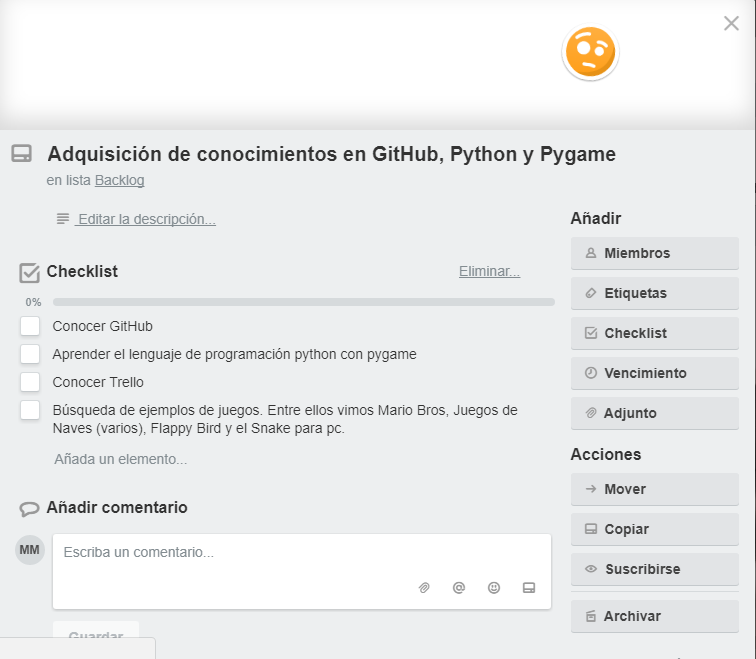 Adquisición de conocimientos en GitHub, Python y Pygame
en lista Backlog
Editar la descripción...
Checklist
Eliminar...
0%
Conocer GitHub
Aprender el lenguaje de programación python con pygame
Conocer Trello
Búsqueda de ejemplos de juegos. Entre ellos vimos Mario Bros, Juegos de
Naves (varios), Flappy Bird y el Snake para pc.
Añada un elemento...
Añadir comentario
MM
Escriba un comentario...
Guardar
Añadir
Miembros
Etiquetas
Checklist
Vencimiento
Adjunto
Acciones
Mover
Copiar
Suscribirse
Archivar